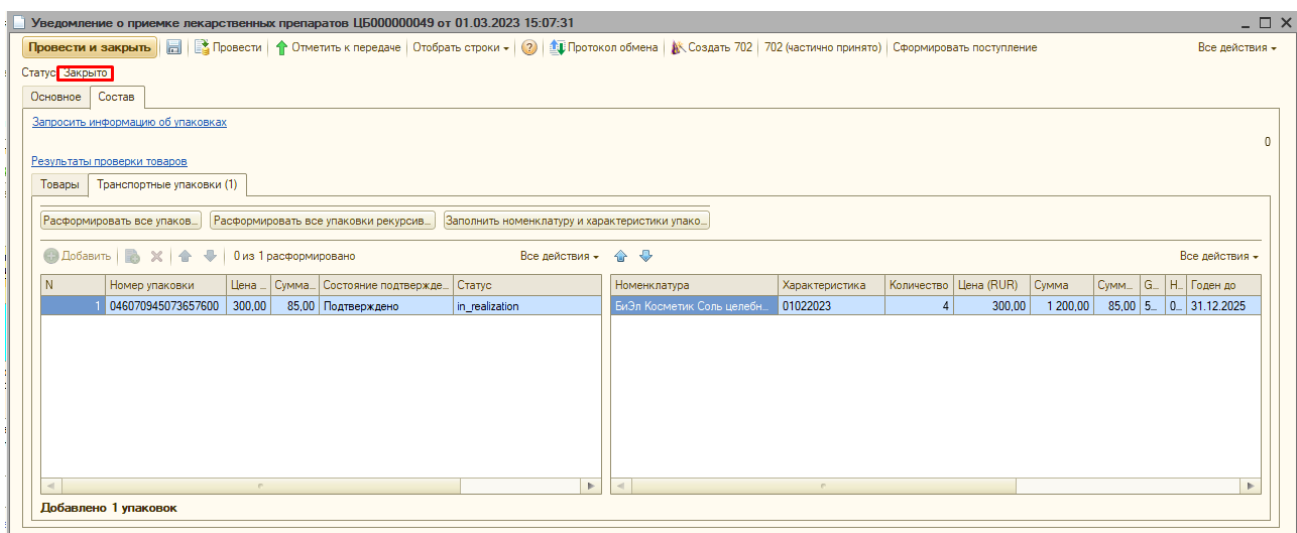 Уведомление о приемке лекарственных препаратов ЦБ000000049 от 01.03.2023 15:07:31
Провести и закрыть Провести Отметить к передаче Отобрать строки Протокол обмена Создать 702 702 (частично принято) Сформировать поступление Все действия
Статус: Закрыто
Основное Состав
Запросить информацию об упаковках
0
Результаты проверки товаров
Товары Транспортные упаковки (1)
Расформировать все упаков... Расформировать все упаковки рекурсив... Заполнить номенклатуру и характеристики упако...
Добавить 0 из 1 расформировано Все действия Все действия
N Номер упаковки Цена ... Сумма... Состояние подтвержде... Статус Номенклатура Характеристика Количество Цена (RUR) Сумма Сумм... G... Н... Годен до
1 046070945073657600 300,00 85,00 Подтверждено in_realization БиЭл Косметик Соль целебн... 01022023 4 300,00 1 200,00 85,00 5... 0... 31.12.2025
Добавлено 1 упаковок